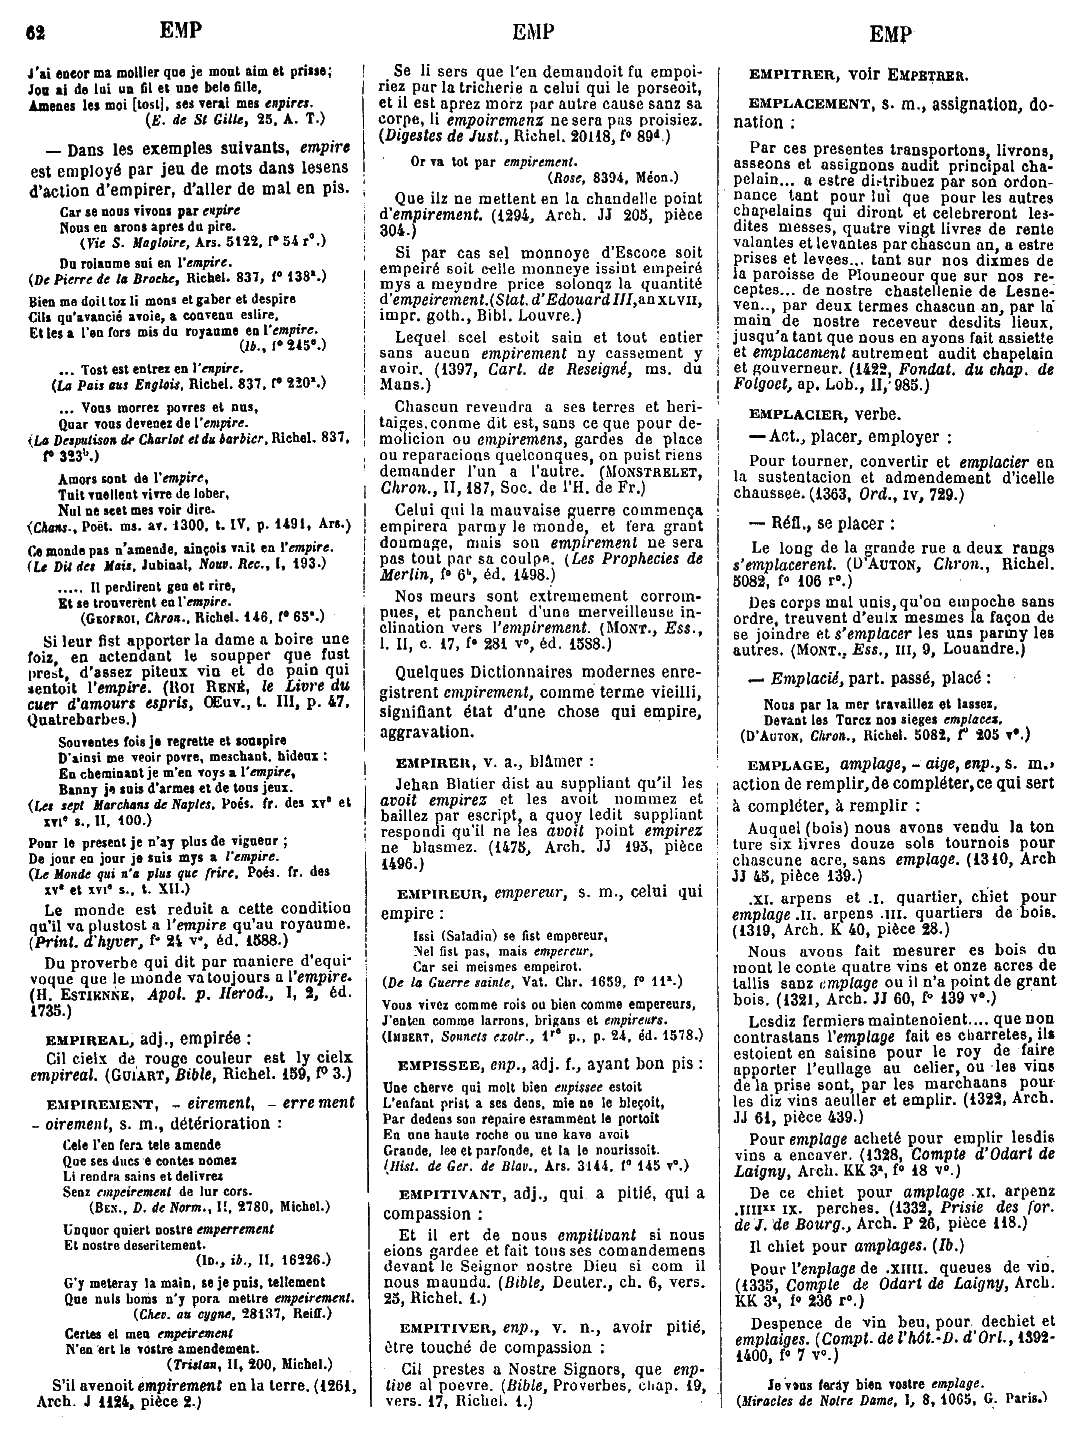 62 EMP EMP EMP
J'ai encor ma moillier que je mont aim et prisse;
Jou ai de lui un fil et une bele fille,
Amenes les moi [tost], ses verai mes enpires.
(E. de St Gille, 25, A. T.)
— Dans les exemples suivants, empire
est employé par jeu de mots dans le sens
d'action d'empirer, d'aller de mal en pis.
Car se nous vivons par enpire
Nous en arons apres du pire.
(Vie S. Magloire, Ars. 5122, f° 54 r°.)
Du roiaume sui en l'empire.
(De Pierre de la Broche, Richel. 837, f° 138ª.)
Bien me doit toz li mons et gaber et despire
Cils qu'avancié avoie, a convenu eslire,
Et les a l'en fors mis du royaume en l'empire.
(Ib., f° 245ᵉ.)
... Tost est entrez en l'enpire.
(La Pais aus Englois, Richel. 837, f° 220ª.)
... Vous morrez povres et nus,
Quar vous devenez de l'empire.
(La Desputison de Charlot et du barbier, Richel. 837,
f° 323ᵇ.)
Amors sont de l'empire,
Tuit vuellent vivre de lober,
Nul ne seet mes voir dire.
(Chans., Poët. ms. av. 1300, t. IV, p. 1491, Ars.)
Ce monde pas n'amende, ainçois vait en l'empire.
(Le Dit des Mais, Jubinal, Nouv. Rec., I, 193.)
..... Il perdirent gen et rire,
Et se trouverent en l'empire.
(Geofroi, Chron., Richel. 146, f° 65ª.)
Si leur fist apporter la dame a boire une
foiz, en actendant le soupper que fust
prest, d'assez piteux vin et de pain qui
sentoit l'empire. (Roi René, le Livre du
cuer d'amours espris, Œuv., t. III, p. 47,
Quatrebarbes.)
Souventes fois je regrette et souspire
D'ainsi me veoir povre, meschant, hideux :
En cheminant je m'en voys a l'empire,
Banny je suis d'armes et de tous jeux.
(Les sept Marchans de Naples, Poés. fr. des xvᵉ et
xviᵉ s., II, 100.)
Pour le present je n'ay plus de vigueur ;
De jour en jour je suis mys a l'empire.
(Le Monde qui n'a plus que frire, Poés. fr. des
xvᵉ et xviᵉ s., t. XII.)
Le monde est reduit a cette condition
qu'il va plustost a l'empire qu'au royaume.
(Print. d'hyver, f° 24 v°, éd. 1588.)
Du proverbe qui dit par maniere d'equi-
voque que le monde va toujours a l'empire.
(H. Estienne, Apol. p. Herod., I, 2, éd.
1735.)
EMPIREAL, adj., empirée :
Cil cielx de rouge couleur est ly cielx
empireal. (Guiart, Bible, Richel. 159, f° 3.)
EMPIREMENT, - eirement, - errement
- oirement, s. m., détérioration :
Cele l'en fera tele amende
Que ses ducs e contes nomez
Li rendra sains et delivrez
Senz empeirement de lur cors.
(Ben., D. de Norm., II, 2780, Michel.)
Unquor quiert nostre emperrement
Et nostre deseritement.
(Id., ib., II, 16226.)
G'y meteray la main, se je puis, tellement
Que nuls homs n'y pora mettre empeirement.
(Chev. au cygne, 28137, Reiff.)
Certes el men empeirement
N'en ert le vostre amendement.
(Tristan, II, 200, Michel.)
S'il avenoit empirement en la terre. (1261,
Arch. J 1124, pièce 2.)
Se li sers que l'en demandoit fu empoi-
riez par la tricherie a celui qui le porseoit,
et il est aprez morz par autre cause sanz sa
corpe, li empoiremenz ne sera pas proisiez.
(Digestes de Just., Richel. 20118, f° 89ᵈ.)
Or va tot par empirement.
(Rose, 8394, Méon.)
Que ilz ne mettent en la chandelle point
d'empirement. (1294, Arch. JJ 205, pièce
304.)
Si par cas sel monnoye d'Escoce soit
empeiré soit celle monneye issint empeiré
mys a meyndre price solonqz la quantité
d'empeirement.(Stat. d'Edouard III, an xlvii,
impr. goth., Bibl. Louvre.)
Lequel scel estoit sain et tout entier
sans aucun empirement ny cassement y
avoir. (1397, Carl. de Reseigné, ms. du
Mans.)
Chascun revendra a ses terres et heri-
taiges, comme dit est, sans ce que pour de-
molicion ou empiremens, gardes de place
ou reparacions quelconques, on puist riens
demander l'un a l'autre. (Monstrelet,
Chron., II, 187, Soc. de l'H. de Fr.)
Celui qui la mauvaise guerre commença
empirera parmy le monde, et fera grant
dommage, mais son empirement ne sera
pas tout par sa coulpe. (Les Prophecies de
Merlin, f° 6ᵇ, éd. 1498.)
Nos meurs sont extremement corrom-
pues, et panchent d'une merveilleuse in-
clination vers l'empirement. (Mont., Ess.,
l. II, c. 17, f° 281 v°, éd. 1588.)
Quelques Dictionnaires modernes enre-
gistrent empirement, comme terme vieilli,
signifiant état d'une chose qui empire,
aggravation.
EMPIRER, v. a., blâmer :
Jehan Blatier dist au suppliant qu'il les
avoit empirez et les avoit nommez et
baillez par escript, a quoy ledit suppliant
respondi qu'il ne les avoit point empirez
ne blasmez. (1475, Arch. JJ 195, pièce
1496.)
EMPIREUR, empereur, s. m., celui qui
empire :
Issi (Saladin) se fist empereur,
Nel fist pas, mais empereur,
Car sei meismes empeirot.
(De la Guerre sainte, Vat. Chr. 1659, f° 11ª.)
Vous vivez comme rois ou bien comme empereurs,
J'enten comme larrons, brigans et empireurs.
(Imbert, Sonnets exotr., 1ʳᵉ p., p. 24, éd. 1578.)
EMPISSEE, enp., adj. f., ayant bon pis :
Une cherve qui molt bien enpissee estoit
L'enfant prist a ses dens, mie ne le bleçoit,
Par dedens son repaire esramment le portoit
En une haute roche ou une kave avoit
Grande, lee et parfonde, et la le nourissoit.
(Hist. de Ger. de Blav., Ars. 3144, f° 145 v°.)
EMPITIVANT, adj., qui a pitié, qui a
compassion :
Et il ert de nous empitivant si nous
eions gardee et fait tous ses comandemens
devant le Seignor nostre Dieu si com il
nous maundu. (Bible, Deuter., ch. 6, vers.
25, Richel. 1.)
EMPITIVER, enp., v. n., avoir pitié,
être touché de compassion :
Cil prestes a Nostre Signors, que enp-
tive al poevre. (Bible, Proverbes, chap. 19,
vers. 17, Richel. 1.)
EMPITRER, voir Empetrer.
EMPLACEMENT, s. m., assignation, do-
nation :
Par ces presentes transportons, livrons,
asseons et assignons audit principal cha-
pelain... a estre distribuez par son ordon-
nance tant pour lui que pour les autres
chapelains qui diront et celebreront les-
dites messes, quatre vingt livres de rente
valantes et levantes par chascun an, a estre
prises et levees... tant sur nos dixmes de
la paroisse de Plouneour que sur nos re-
ceptes... de nostre chastellenie de Lesne-
ven.., par deux termes chascun an, par la
main de nostre receveur desdits lieux,
jusqu'a tant que nous en ayons fait assiette
et emplacement autrement audit chapelain
et gouverneur. (1422, Fondat. du chap. de
Folgoet, ap. Lob., II, 985.)
EMPLACIER, verbe.
— Act., placer, employer :
Pour tourner, convertir et emplacier en
la sustentacion et admendement d'icelle
chaussee. (1363, Ord., iv, 729.)
— Réfl., se placer :
Le long de la grande rue a deux rangs
s'emplacerent. (D'Auton, Chron., Richel.
5082, f° 106 r°.)
Des corps mal unis, qu'on empoche sans
ordre, treuvent d'eulx mesmes la façon de
se joindre et s'emplacer les uns parmy les
autres. (Mont., Ess., iii, 9, Louandre.)
— Emplacié, part. passé, placé :
Nous par la mer travaillez et lassez,
Devant les Turcz nos sieges emplacez.
(D'Auton, Chron., Richel. 5082, f° 205 v°.)
EMPLAGE, amplage, - aige, enp., s. m.,
action de remplir, de compléter, ce qui sert
à compléter, à remplir :
Auquel (bois) nous avons vendu la ton
ture six livres douze sols tournois pour
chascune acre, sans emplage. (1310, Arch
JJ 45, pièce 139.)
.xi. arpens et .i. quartier, chiet pour
emplage .ii. arpens .iii. quartiers de bois.
(1319, Arch. K 40, pièce 28.)
Nous avons fait mesurer es bois du
mont le conte quatre vins et onze acres de
tallis sanz emplage ou il n'a point de grant
bois. (1321, Arch. JJ 60, f° 139 v°.)
Lesdiz fermiers maintenoient.... que non
contrastans l'emplage fait es charretes, ils
estoient en saisine pour le roy de faire
apporter l'eullage au celier, ou les vins
de la prise sont, par les marchaans pour
les diz vins aeuller et emplir. (1322, Arch.
JJ 61, pièce 439.)
Pour emplage acheté pour emplir lesdis
vins a encaver. (1328, Compte d'Odart de
Laigny, Arch. KK 3ª, f° 18 v°.)
De ce chiet pour amplage .xi. arpenz
.iiiiˣˣ ix. perches. (1332, Prisie des for.
de J. de Bourg., Arch. P 26, pièce 118.)
Il chiet pour amplages. (Ib.)
Pour l'enplage de .xiiii. queues de vin.
(1335, Compte de Odart de Laigny, Arch.
KK 3ª, f° 236 r°.)
Despence de vin beu, pour dechiet et
emplaiges. (Compt. de l'hôt.-D. d'Orl., 1392-
1400, f° 7 v°.)
Je vous feray bien vostre emplage.
(Miracles de Nostre Dame, I, 8, 1065, G. Paris.)